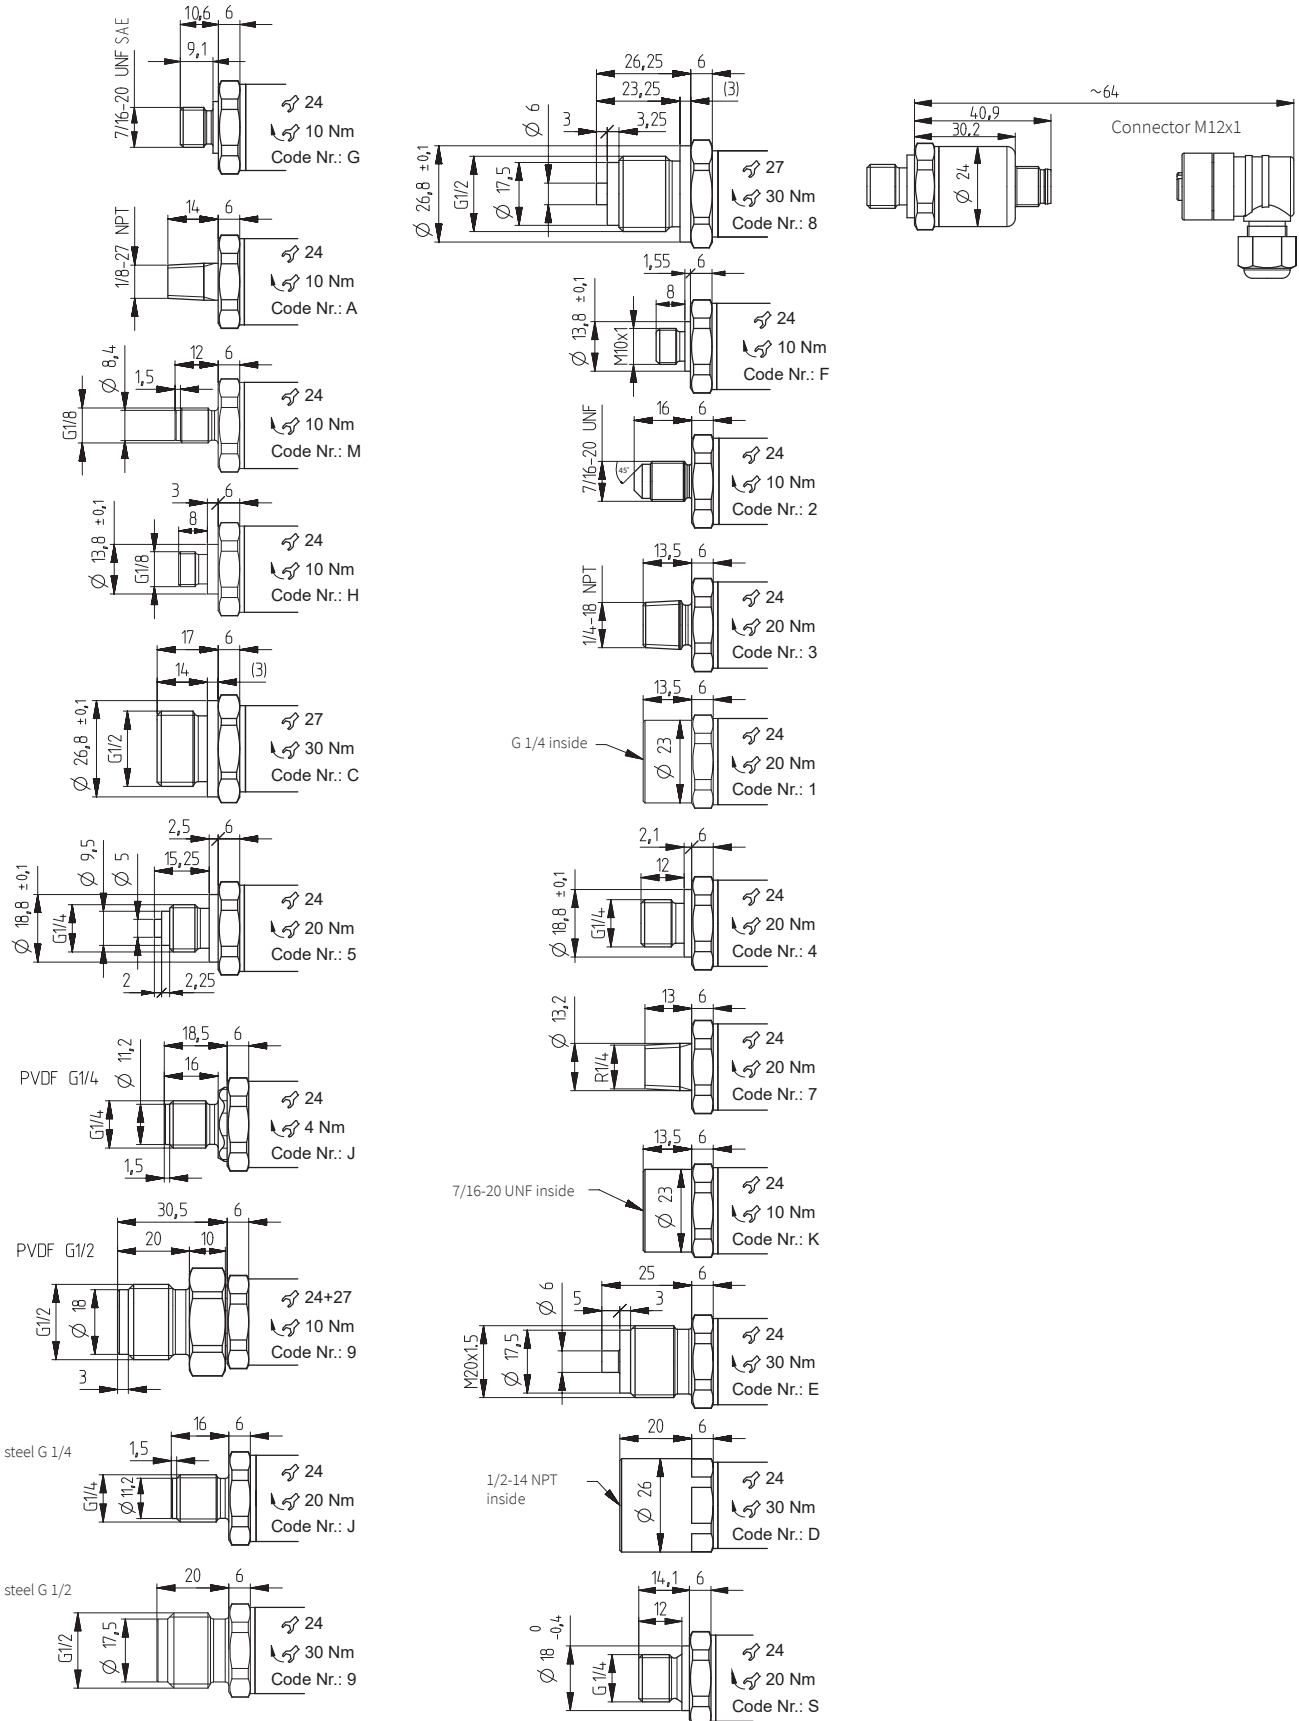 10,6
6
9,1
7/16-20 UNF SAE
24
10 Nm
Code Nr.: G
14
6
1/8-27 NPT
24
10 Nm
Code Nr.: A
12
6
Ø 8,4
1,5
G1/8
24
10 Nm
Code Nr.: M
3
6
8
Ø 13,8 ±0,1
G1/8
24
10 Nm
Code Nr.: H
17
6
14
(3)
Ø 26,8 ±0,1
G1/2
27
30 Nm
Code Nr.: C
2,5
6
15,25
Ø 18,8 ±0,1
G1/4
Ø 9,5
Ø 5
24
20 Nm
Code Nr.: 5
2
2,25
PVDF G1/4
18,5
6
16
Ø 11,2
G1/4
1,5
24
4 Nm
Code Nr.: J
PVDF G1/2
30,5
6
20
10
G1/2
Ø 18
3
24+27
10 Nm
Code Nr.: 9
steel G 1/4
16
6
1,5
G1/4
Ø 11,2
24
20 Nm
Code Nr.: J
steel G 1/2
20
6
G1/2
Ø 17,5
24
30 Nm
Code Nr.: 9
26,25
6
23,25
(3)
3
3,25
Ø 6
Ø 26,8 ±0,1
G1/2
Ø 17,5
27
30 Nm
Code Nr.: 8
1,55
6
8
Ø 13,8 ±0,1
M10x1
24
10 Nm
Code Nr.: F
16
6
7/16-20 UNF
45°
24
10 Nm
Code Nr.: 2
13,5
6
1/4-18 NPT
24
20 Nm
Code Nr.: 3
13,5
6
G 1/4 inside
Ø 23
24
20 Nm
Code Nr.: 1
2,1
6
12
Ø 18,8 ±0,1
G1/4
24
20 Nm
Code Nr.: 4
13
6
Ø 13,2
R1/4
24
20 Nm
Code Nr.: 7
13,5
6
7/16-20 UNF inside
Ø 23
24
10 Nm
Code Nr.: K
25
6
5
3
Ø 6
M20x1.5
Ø 17,5
24
30 Nm
Code Nr.: E
20
6
1/2-14 NPT
inside
Ø 26
24
30 Nm
Code Nr.: D
14,1
6
12
Ø 18 0 -0,4
G 1/4
24
20 Nm
Code Nr.: S
~64
40,9
30,2
Connector M12x1
Ø 24